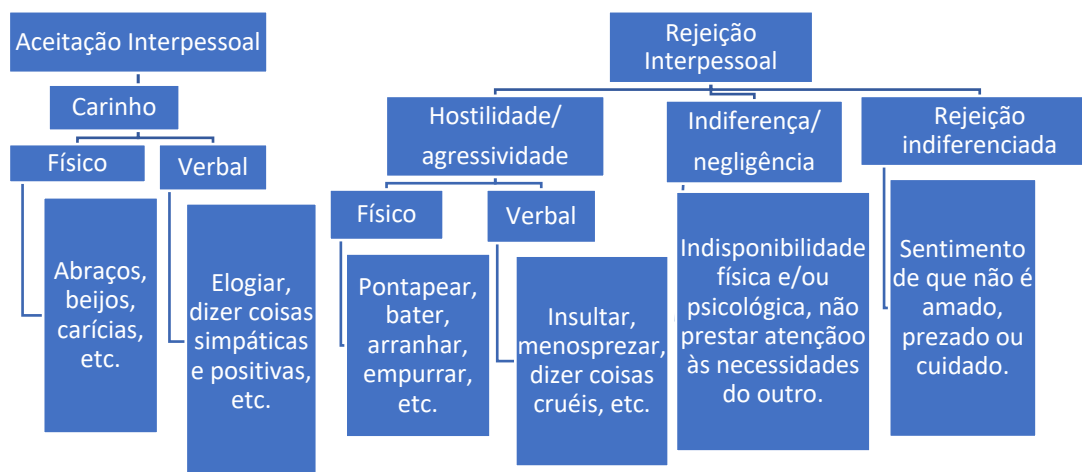 Aceitação Interpessoal
Carinho
Físico
Verbal
Abraços,
beijos,
carícias,
etc.
Elogiar,
dizer coisas
simpáticas
e positivas,
etc.
Rejeição
Interpessoal
Hostilidade/
agressividade
Físico
Verbal
Pontapear,
bater,
arranhar,
empurrar,
etc.
Insultar,
menosprezar,
dizer coisas
cruéis, etc.
Indiferença/
negligência
Indisponibilidade
física e/ou
psicológica, não
prestar atençãoo
às necessidades
do outro.
Rejeição
indiferenciada
Sentimento
de que não é
amado,
prezado ou
cuidado.